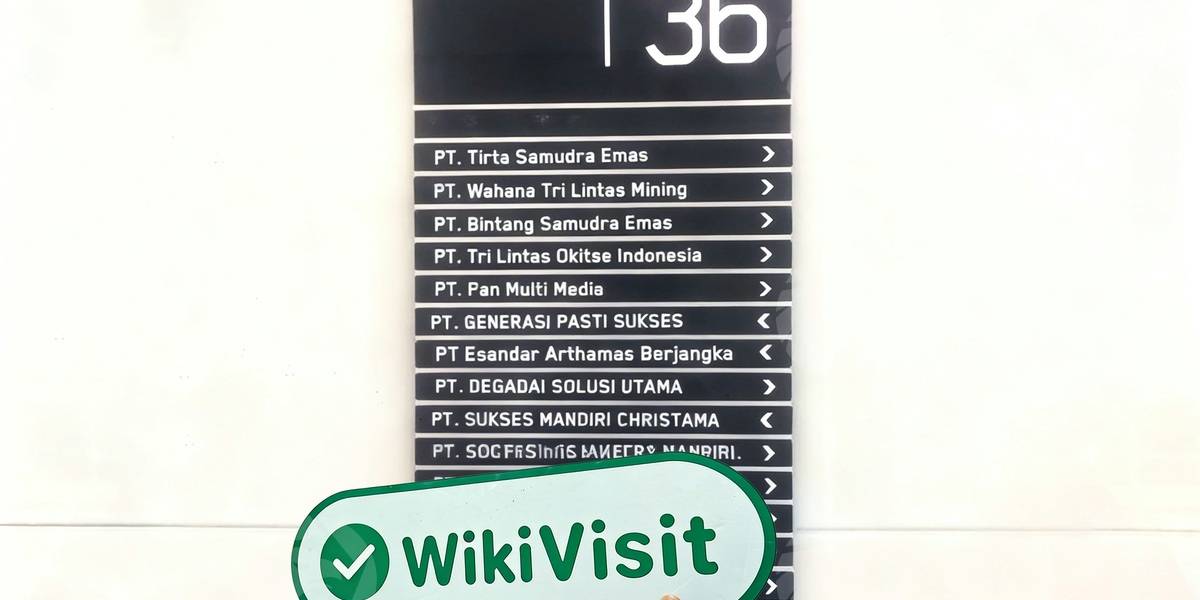 36
PT. Tirta Samudra Emas
PT. Wahana Tri Lintas Mining
PT. Bintang Samudra Emas
PT. Tri Lintas Okitse Indonesia
PT. Pan Multi Media
PT. GENERASI PASTI SUKSES
PT Esandar Arthamas Berjangka
PT. DEGADAI SOLUSI UTAMA
PT. SUKSES MANDIRI CHRISTAMA
PT.
WikiVisit